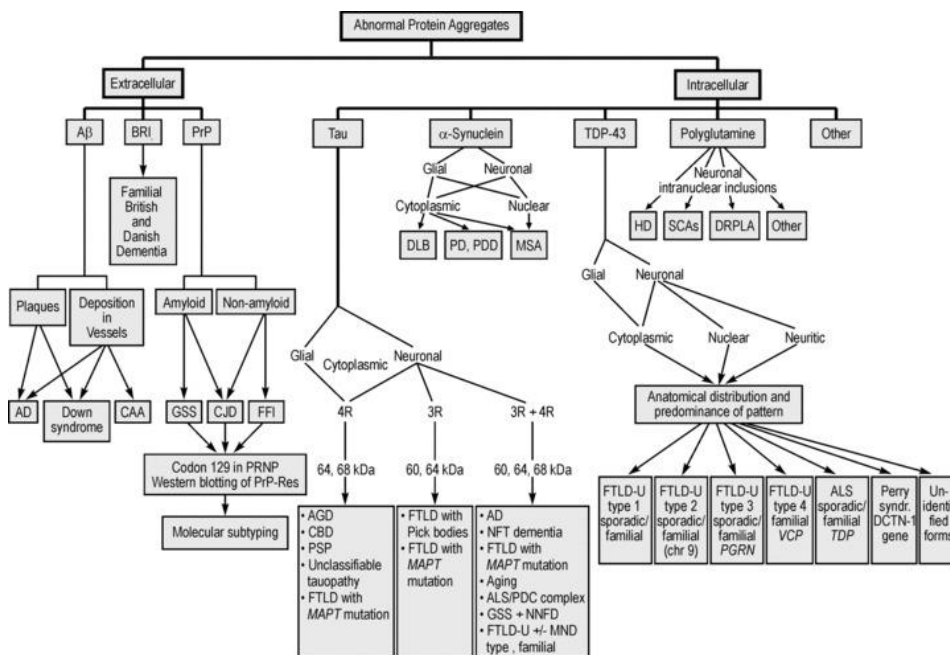 Abnormal Protein Aggregates
Extracellular
Intracellular
Aβ
BRI
PrP
Tau
α-Synuclein
TDP-43
Polyglutamine
Other
Familial
British
and
Danish
Dementia
Glial
Neuronal
Cytoplasmic
Nuclear
DLB
PD, PDD
MSA
Neuronal
intranuclear inclusions
HD
SCAs
DRPLA
Other
Plaques
Deposition
in
Vessels
Amyloid
Non-amyloid
Glial
Neuronal
Cytoplasmic
Nuclear
Neuritic
Glial
Cytoplasmic
Neuronal
AD
Down
syndrome
CAA
GSS
CJD
FFI
4R
3R
3R + 4R
Anatomical distribution and
predominance of pattern
Codon 129 in PRNP
Western blotting of PrP-Res
Molecular subtyping
64, 68 kDa
60, 64 kDa
60, 64, 68 kDa
• AGD
• CBD
• PSP
• Unclassifiable
tauopathy
• FTLD with
MAPT mutation
• FTLD with
Pick bodies
• FTLD with
MAPT
mutation
• AD
• NFT dementia
• FTLD with
MAPT mutation
• Aging
• ALS/PDC complex
• GSS + NNFD
• FTLD-U +/- MND
type , familial
FTLD-U
type 1
sporadic/
familial
FTLD-U
type 2
sporadic/
familial
(chr 9)
FTLD-U
type 3
sporadic/
familial
PGRN
FTLD-U
type 4
familial
VCP
ALS
sporadic/
familial
TDP
Perry
syndr.
DCTN-1
gene
Un-
identi-
fied
forms